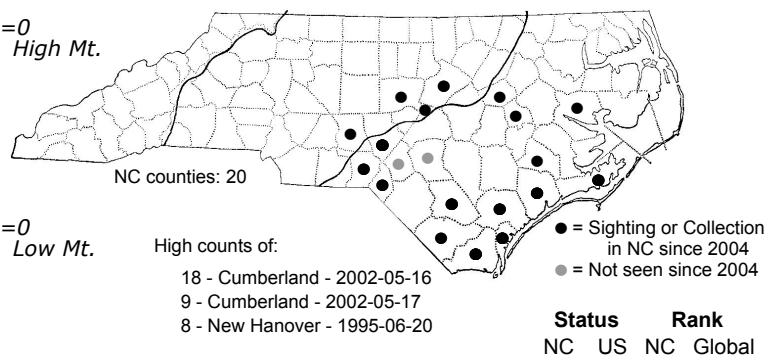 =0
High Mt.
NC counties: 20
=0
Low Mt.
High counts of:
18 - Cumberland - 2002-05-16
9 - Cumberland - 2002-05-17
8 - New Hanover - 1995-06-20
= Sighting or Collection
in NC since 2004
= Not seen since 2004
Status Rank
NC US NC Global